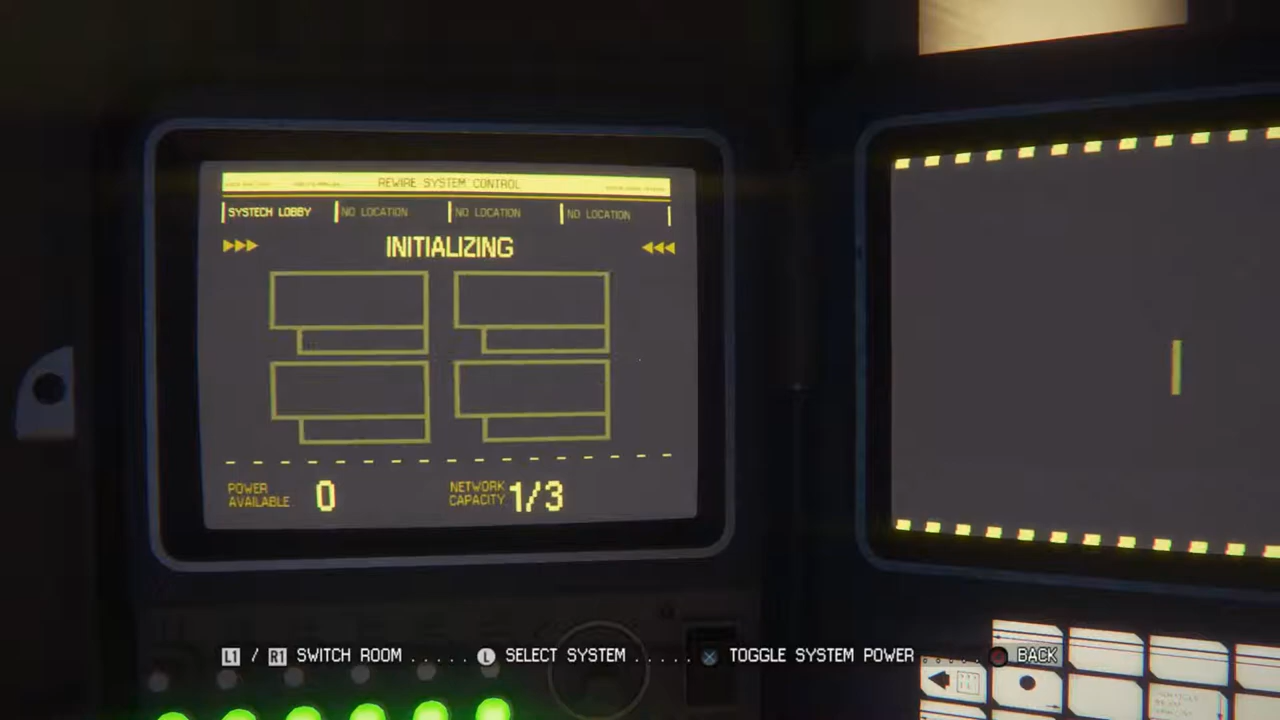 REWIRE SYSTEM CONTROL
SYSTECH LOBBY NO LOCATION NO LOCATION NO LOCATION
INITIALIZING
POWER AVAILABLE 0 NETWORK CAPACITY 1/3
L1 / R1 SWITCH ROOM ..... L SELECT SYSTEM ..... TOGGLE SYSTEM POWER ..... BACK